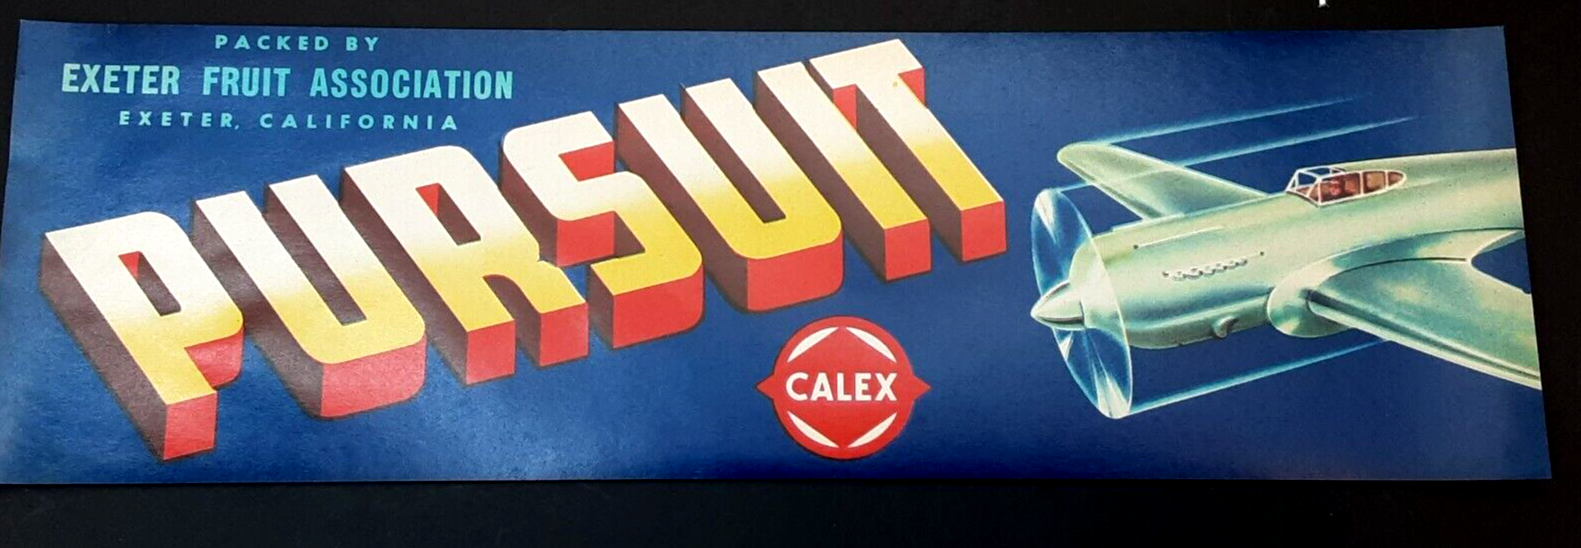 PACKED BY
EXETER FRUIT ASSOCIATION
EXETER, CALIFORNIA
PURSUIT
CALEX